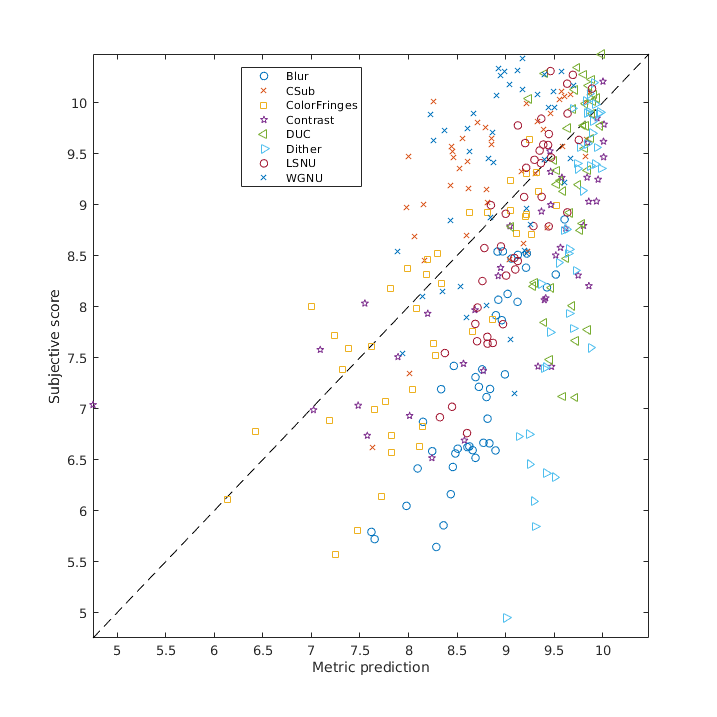 Blur
CSub
ColorFringes
Contrast
DUC
Dither
LSNU
WGNU
10
9.5
9
8.5
8
7.5
7
6.5
6
5.5
5
Subjective score
5 5.5 6 6.5 7 7.5 8 8.5 9 9.5 10
Metric prediction